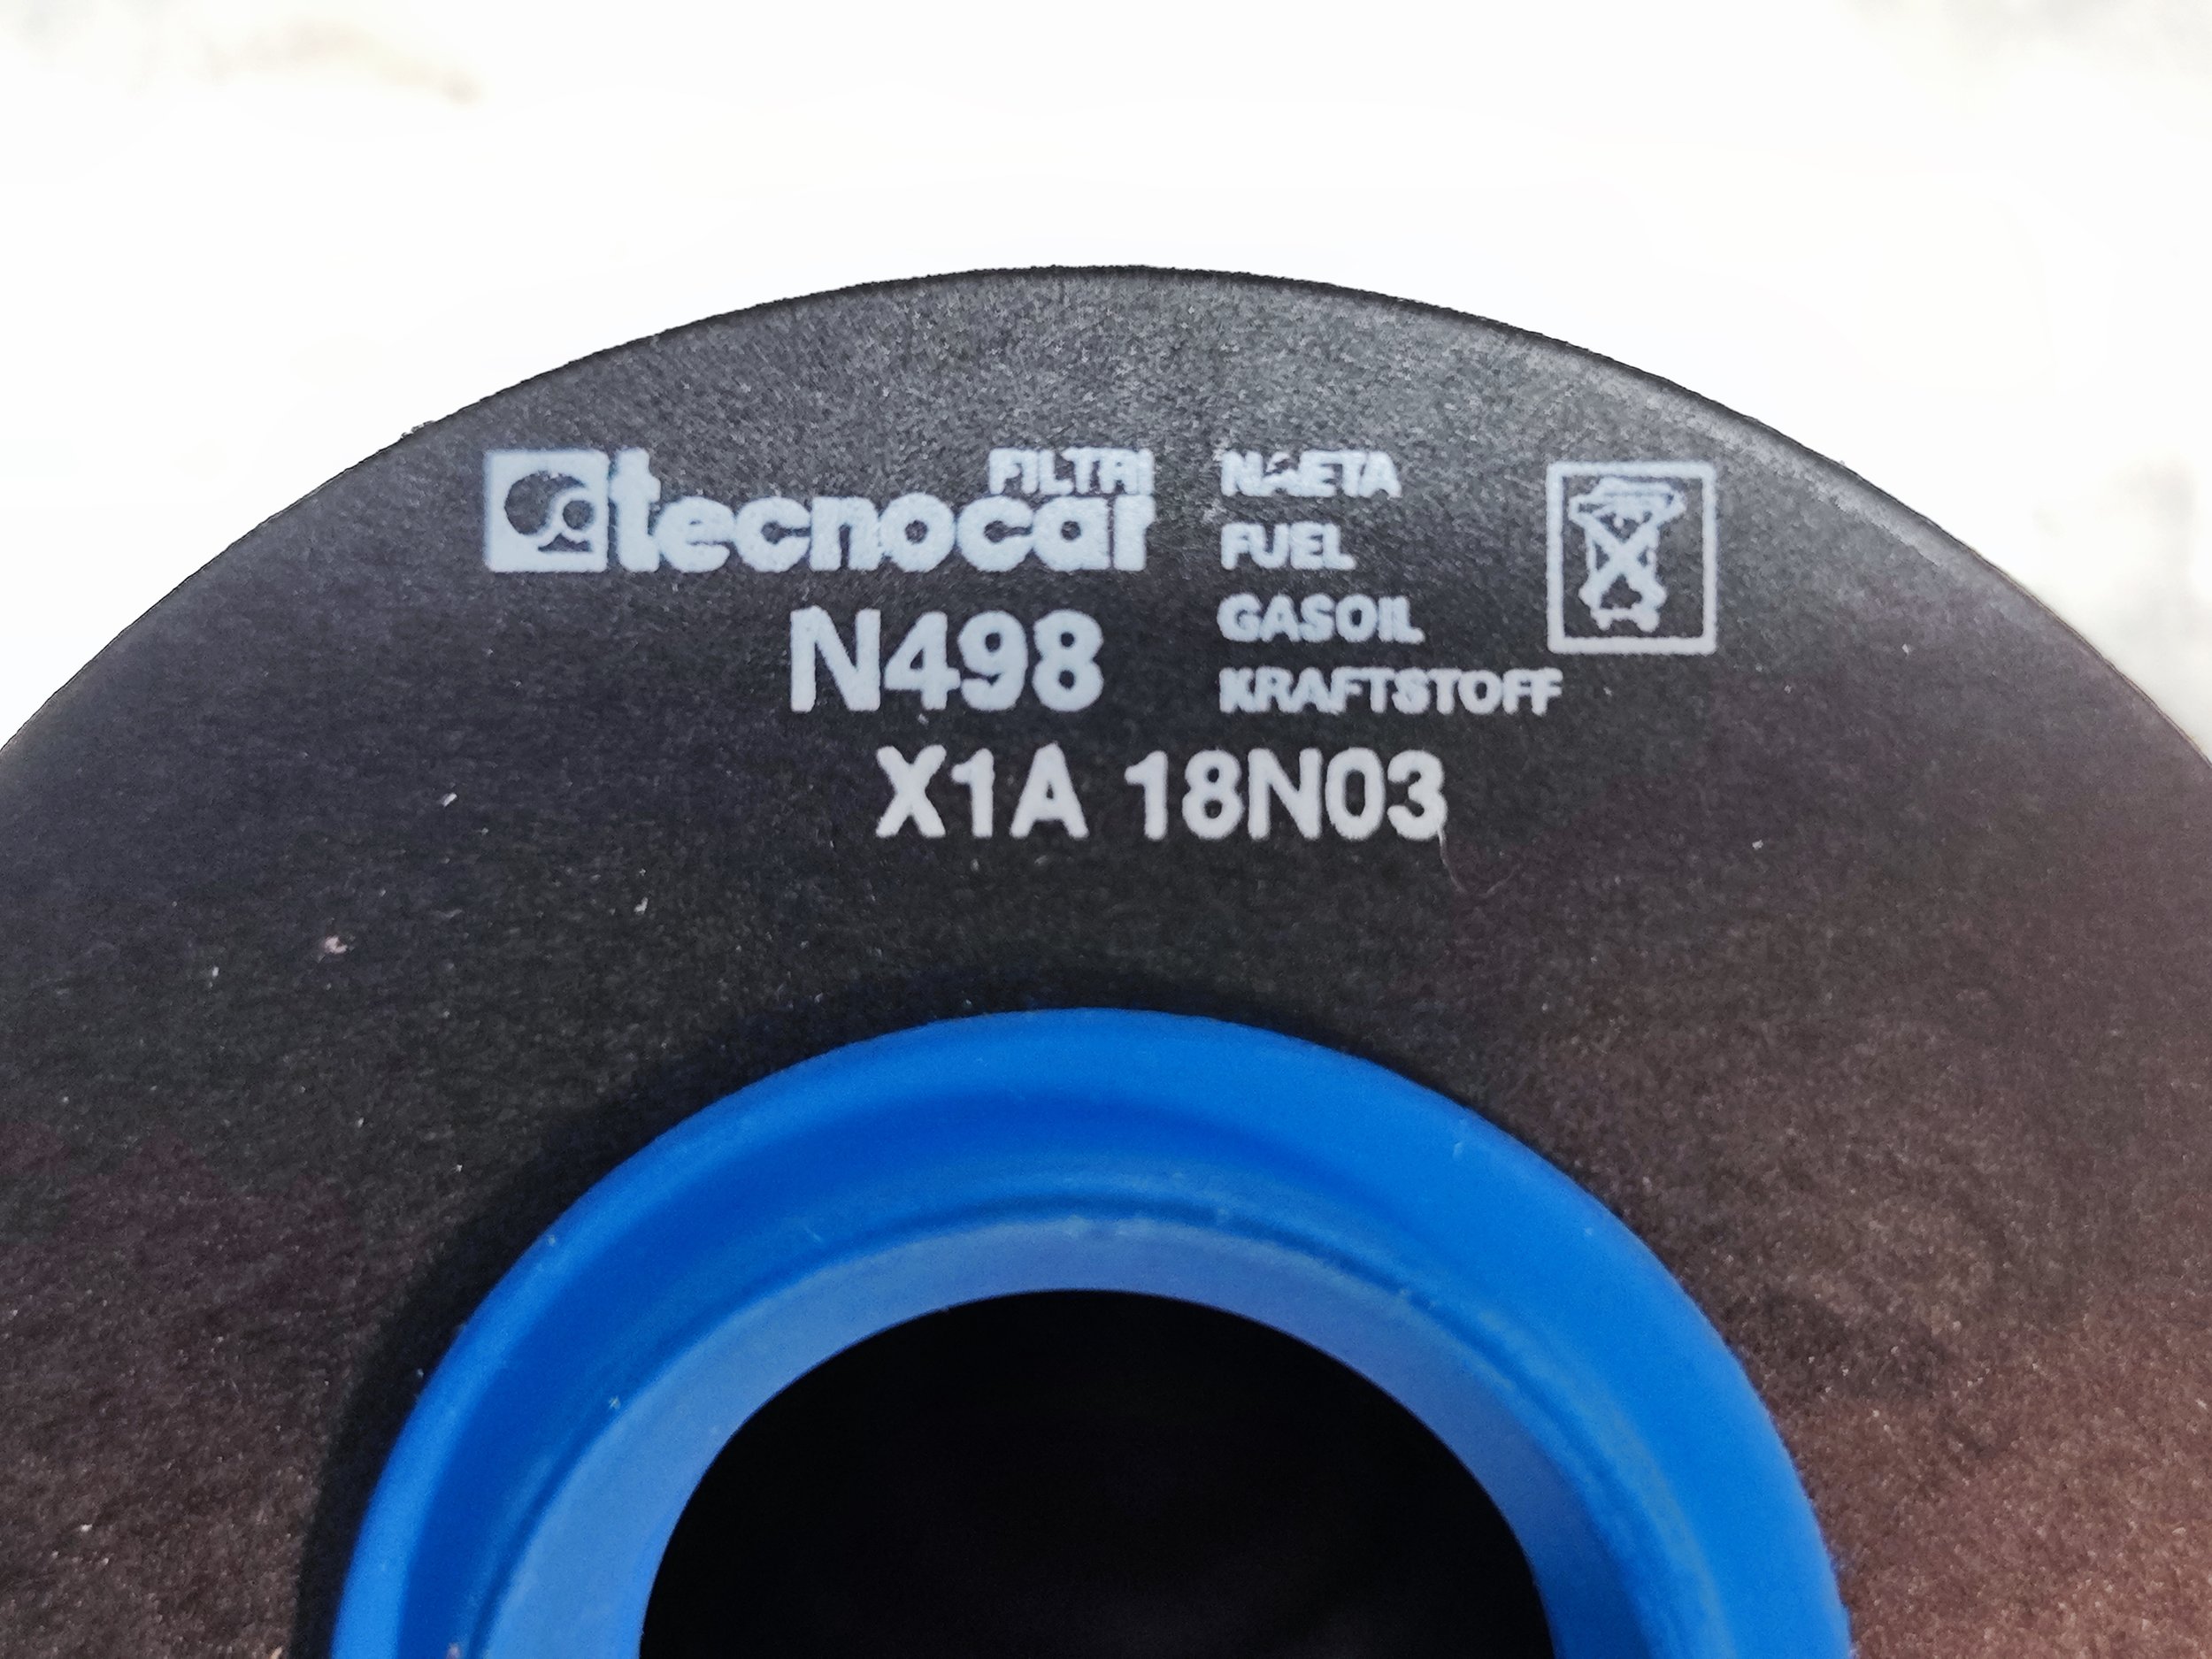 FILTRI
tecnocar
N498
NAFTA
FUEL
GASOIL
KRAFTSTOFF
X1A 18N03